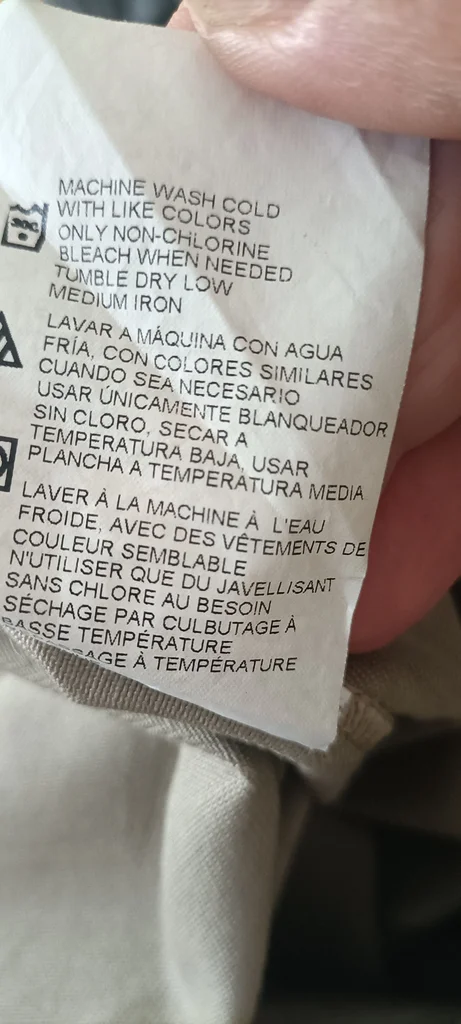 MACHINE WASH COLD
WITH LIKE COLORS
ONLY NON-CHLORINE
BLEACH WHEN NEEDED
TUMBLE DRY LOW
MEDIUM IRON
LAVAR A MÁQUINA CON AGUA
FRÍA, CON COLORES SIMILARES
CUANDO SEA NECESARIO
USAR ÚNICAMENTE BLANQUEADOR
SIN CLORO, SECAR A
TEMPERATURA BAJA, USAR
PLANCHA A TEMPERATURA MEDIA
LAVER À LA MACHINE À L'EAU
FROIDE, AVEC DES VÊTEMENTS DE
COULEUR SEMBLABLE
N'UTILISER QUE DU JAVELLISANT
SANS CHLORE AU BESOIN
SÉCHAGE PAR CULBUTAGE À
BASSE TEMPÉRATURE
À TEMPÉRATURE